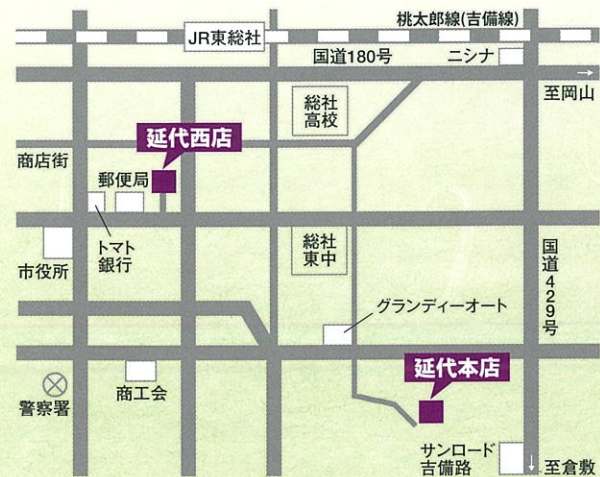 桃太郎線(吉備線)
JR東総社
国道180号
ニシナ
至岡山
総社
高校
延代西店
商店街
郵便局
トマト
銀行
総社
東中
市役所
国道429号
グランディーオート
延代本店
商工会
警察署
サンロード
吉備路
至倉敷